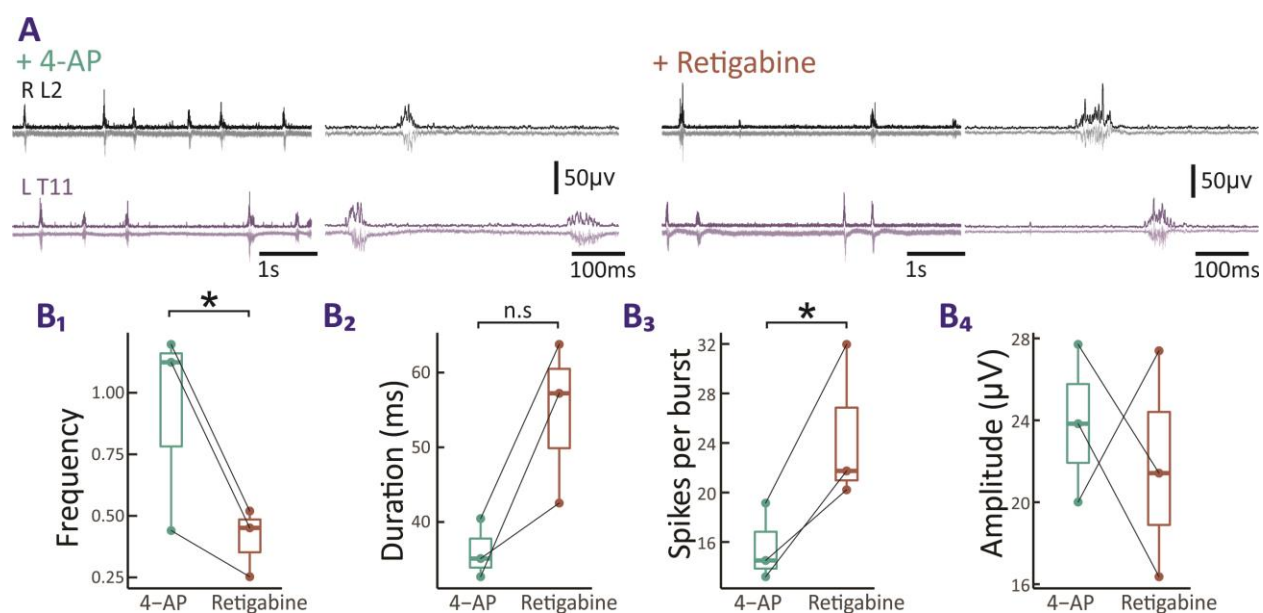 A
+ 4-AP
+ Retigabine
R L2
50µv
50µv
L T11
1s
100ms
1s
100ms
B1
*
Frequency
1.00
0.75
0.50
0.25
4–AP
Retigabine
B2
n.s
Duration (ms)
60
50
40
4–AP
Retigabine
B3
*
Spikes per burst
32
28
24
20
16
4–AP
Retigabine
B4
Amplitude (µV)
28
24
20
16
4–AP
Retigabine